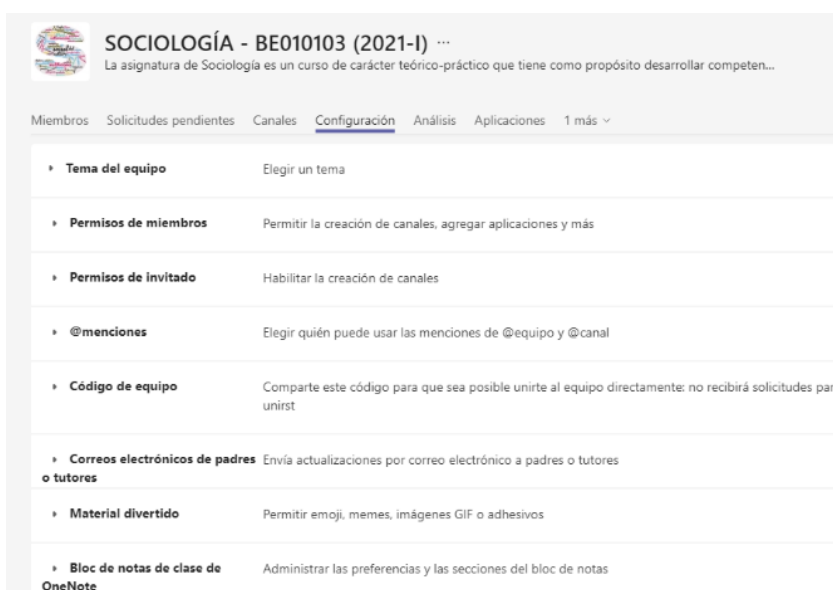 SOCIOLOGÍA - BE010103 (2021-I) ...
La asignatura de Sociología es un curso de carácter teórico-práctico que tiene como propósito desarrollar competen...
Miembros Solicitudes pendientes Canales Configuración Análisis Aplicaciones 1 más
Tema del equipo Elegir un tema
Permisos de miembros Permitir la creación de canales, agregar aplicaciones y más
Permisos de invitado Habilitar la creación de canales
@menciones Elegir quién puede usar las menciones de @equipo y @canal
Código de equipo Comparte este código para que sea posible unirte al equipo directamente: no recibirá solicitudes par
unirst
Correos electrónicos de padres Envía actualizaciones por correo electrónico a padres o tutores
o tutores
Material divertido Permitir emoji, memes, imágenes GIF o adhesivos
Bloc de notas de clase de Administrar las preferencias y las secciones del bloc de notas
OneNote